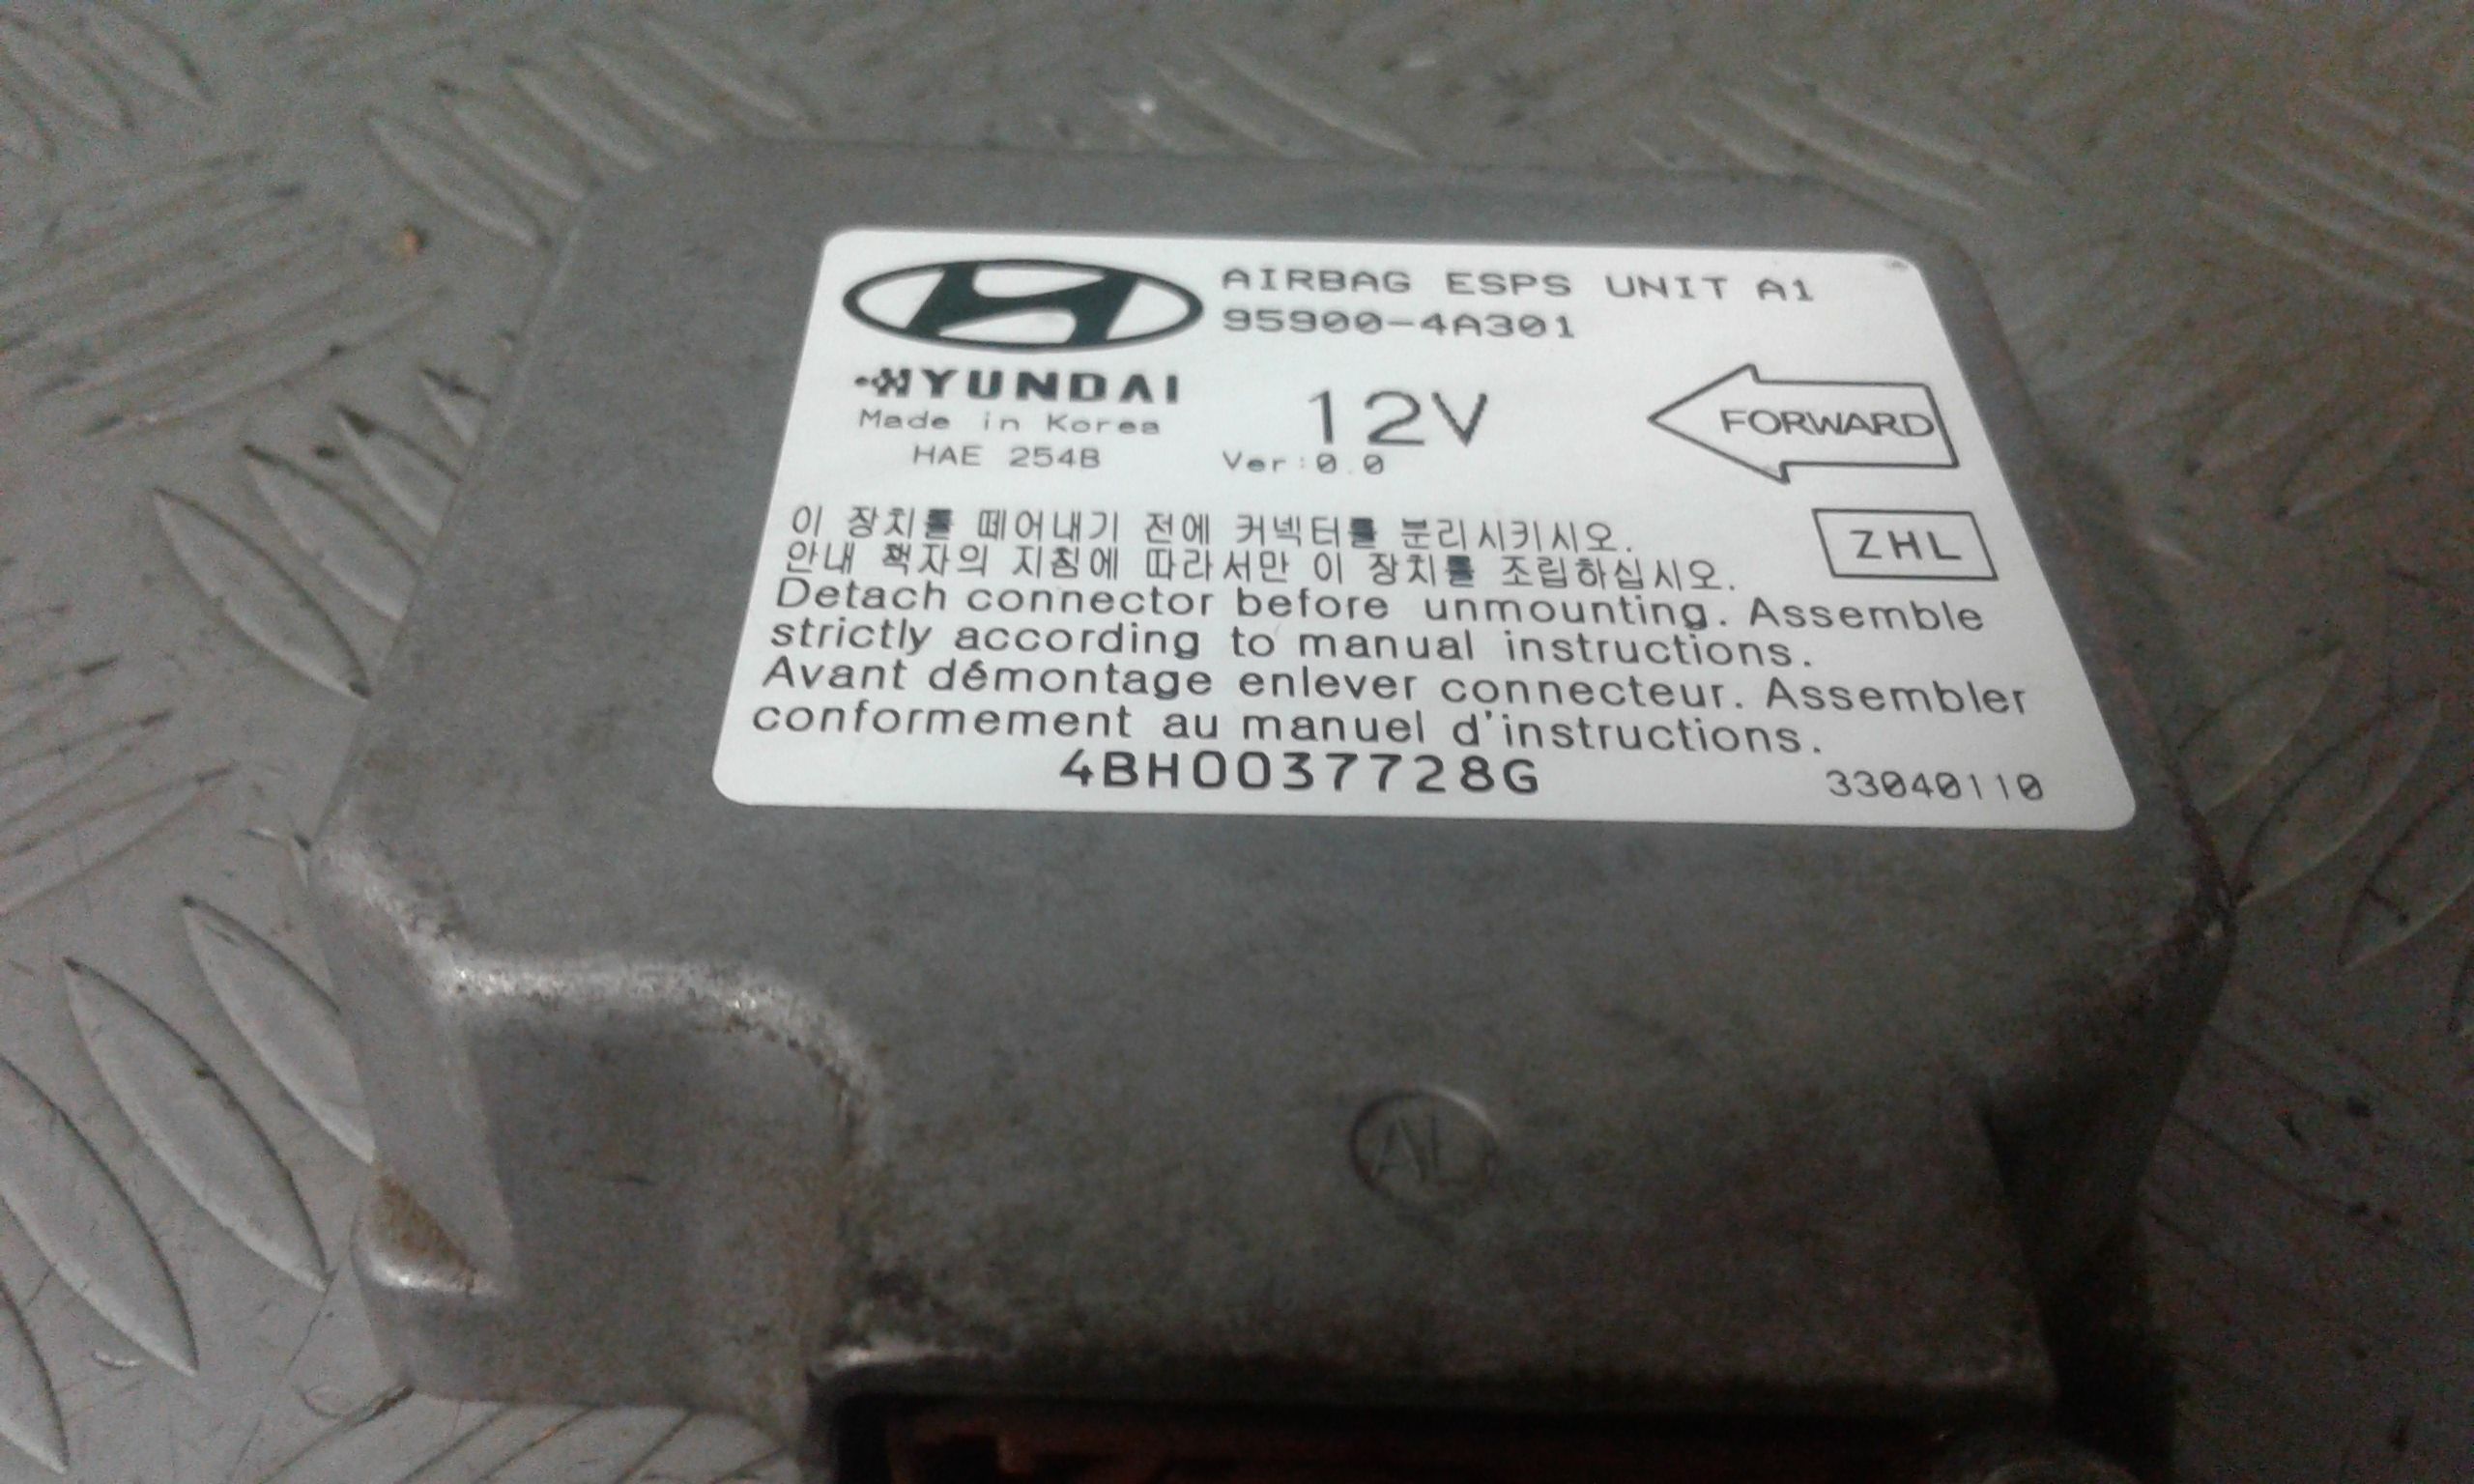 AIRBAG ESPS UNIT A1
95900-4A301
HYUNDAI
Made in Korea
HAE 254B
12V
Ver:0.0
FORWARD
ZHL
이 장치를 떼어내기 전에 커넥터를 분리시키시오.
안내 책자의 지침에 따라서만 이 장치를 조립하십시오.
Detach connector before unmounting. Assemble
strictly according to manual instructions.
Avant démontage enlever connecteur. Assembler
conformement au manuel d'instructions.
4BH0037728G
33040110
AL